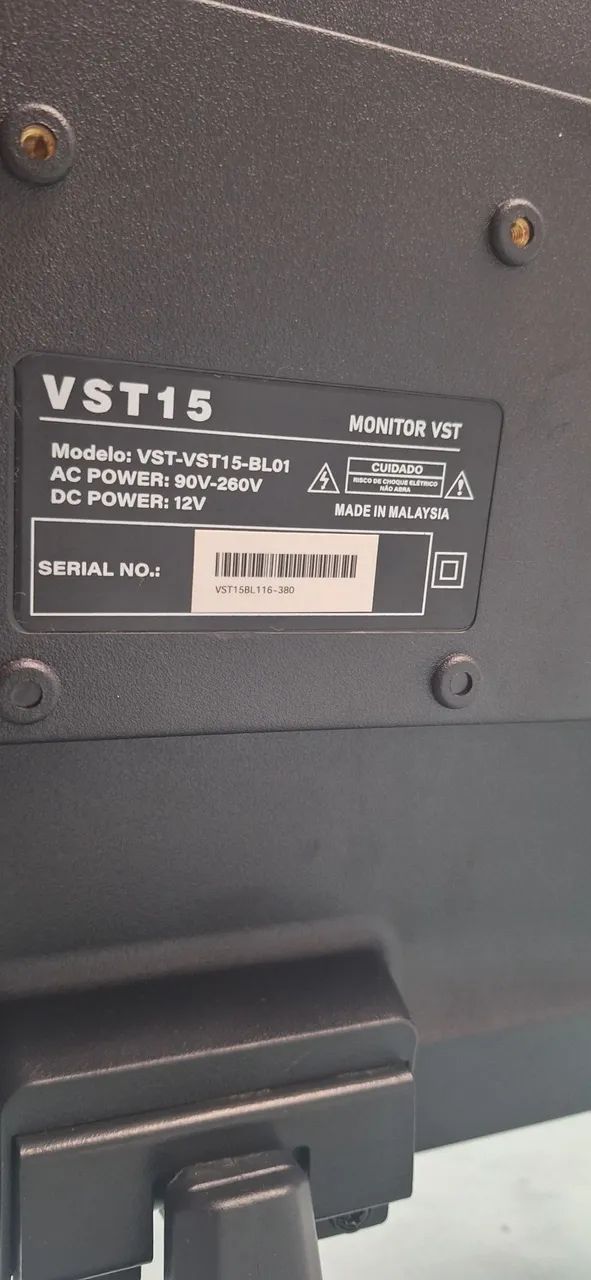 VST15
MONITOR VST
Modelo: VST-VST15-BL01
AC POWER: 90V-260V
DC POWER: 12V
CUIDADO
RISCO DE CHOQUE ELÉTRICO
NÃO ABRA
MADE IN MALAYSIA
SERIAL NO.:
VST15BL116-380